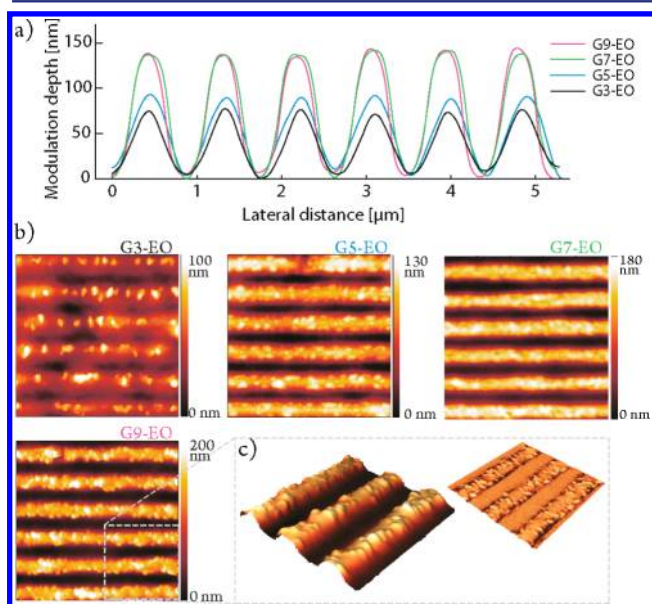 a)
Modulation depth [nm]
150
100
50
0
G9-EO
G7-EO
G5-EO
G3-EO
0 1 2 3 4 5
Lateral distance [µm]
b)
G3-EO
100
nm
0 nm
G5-EO
130
nm
0 nm
G7-EO
180
nm
0 nm
G9-EO
200
nm
0 nm
c)